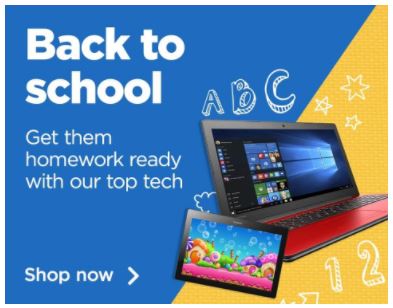 Back to
school
ABC
Get them
homework ready
with our top tech
Shop now
12